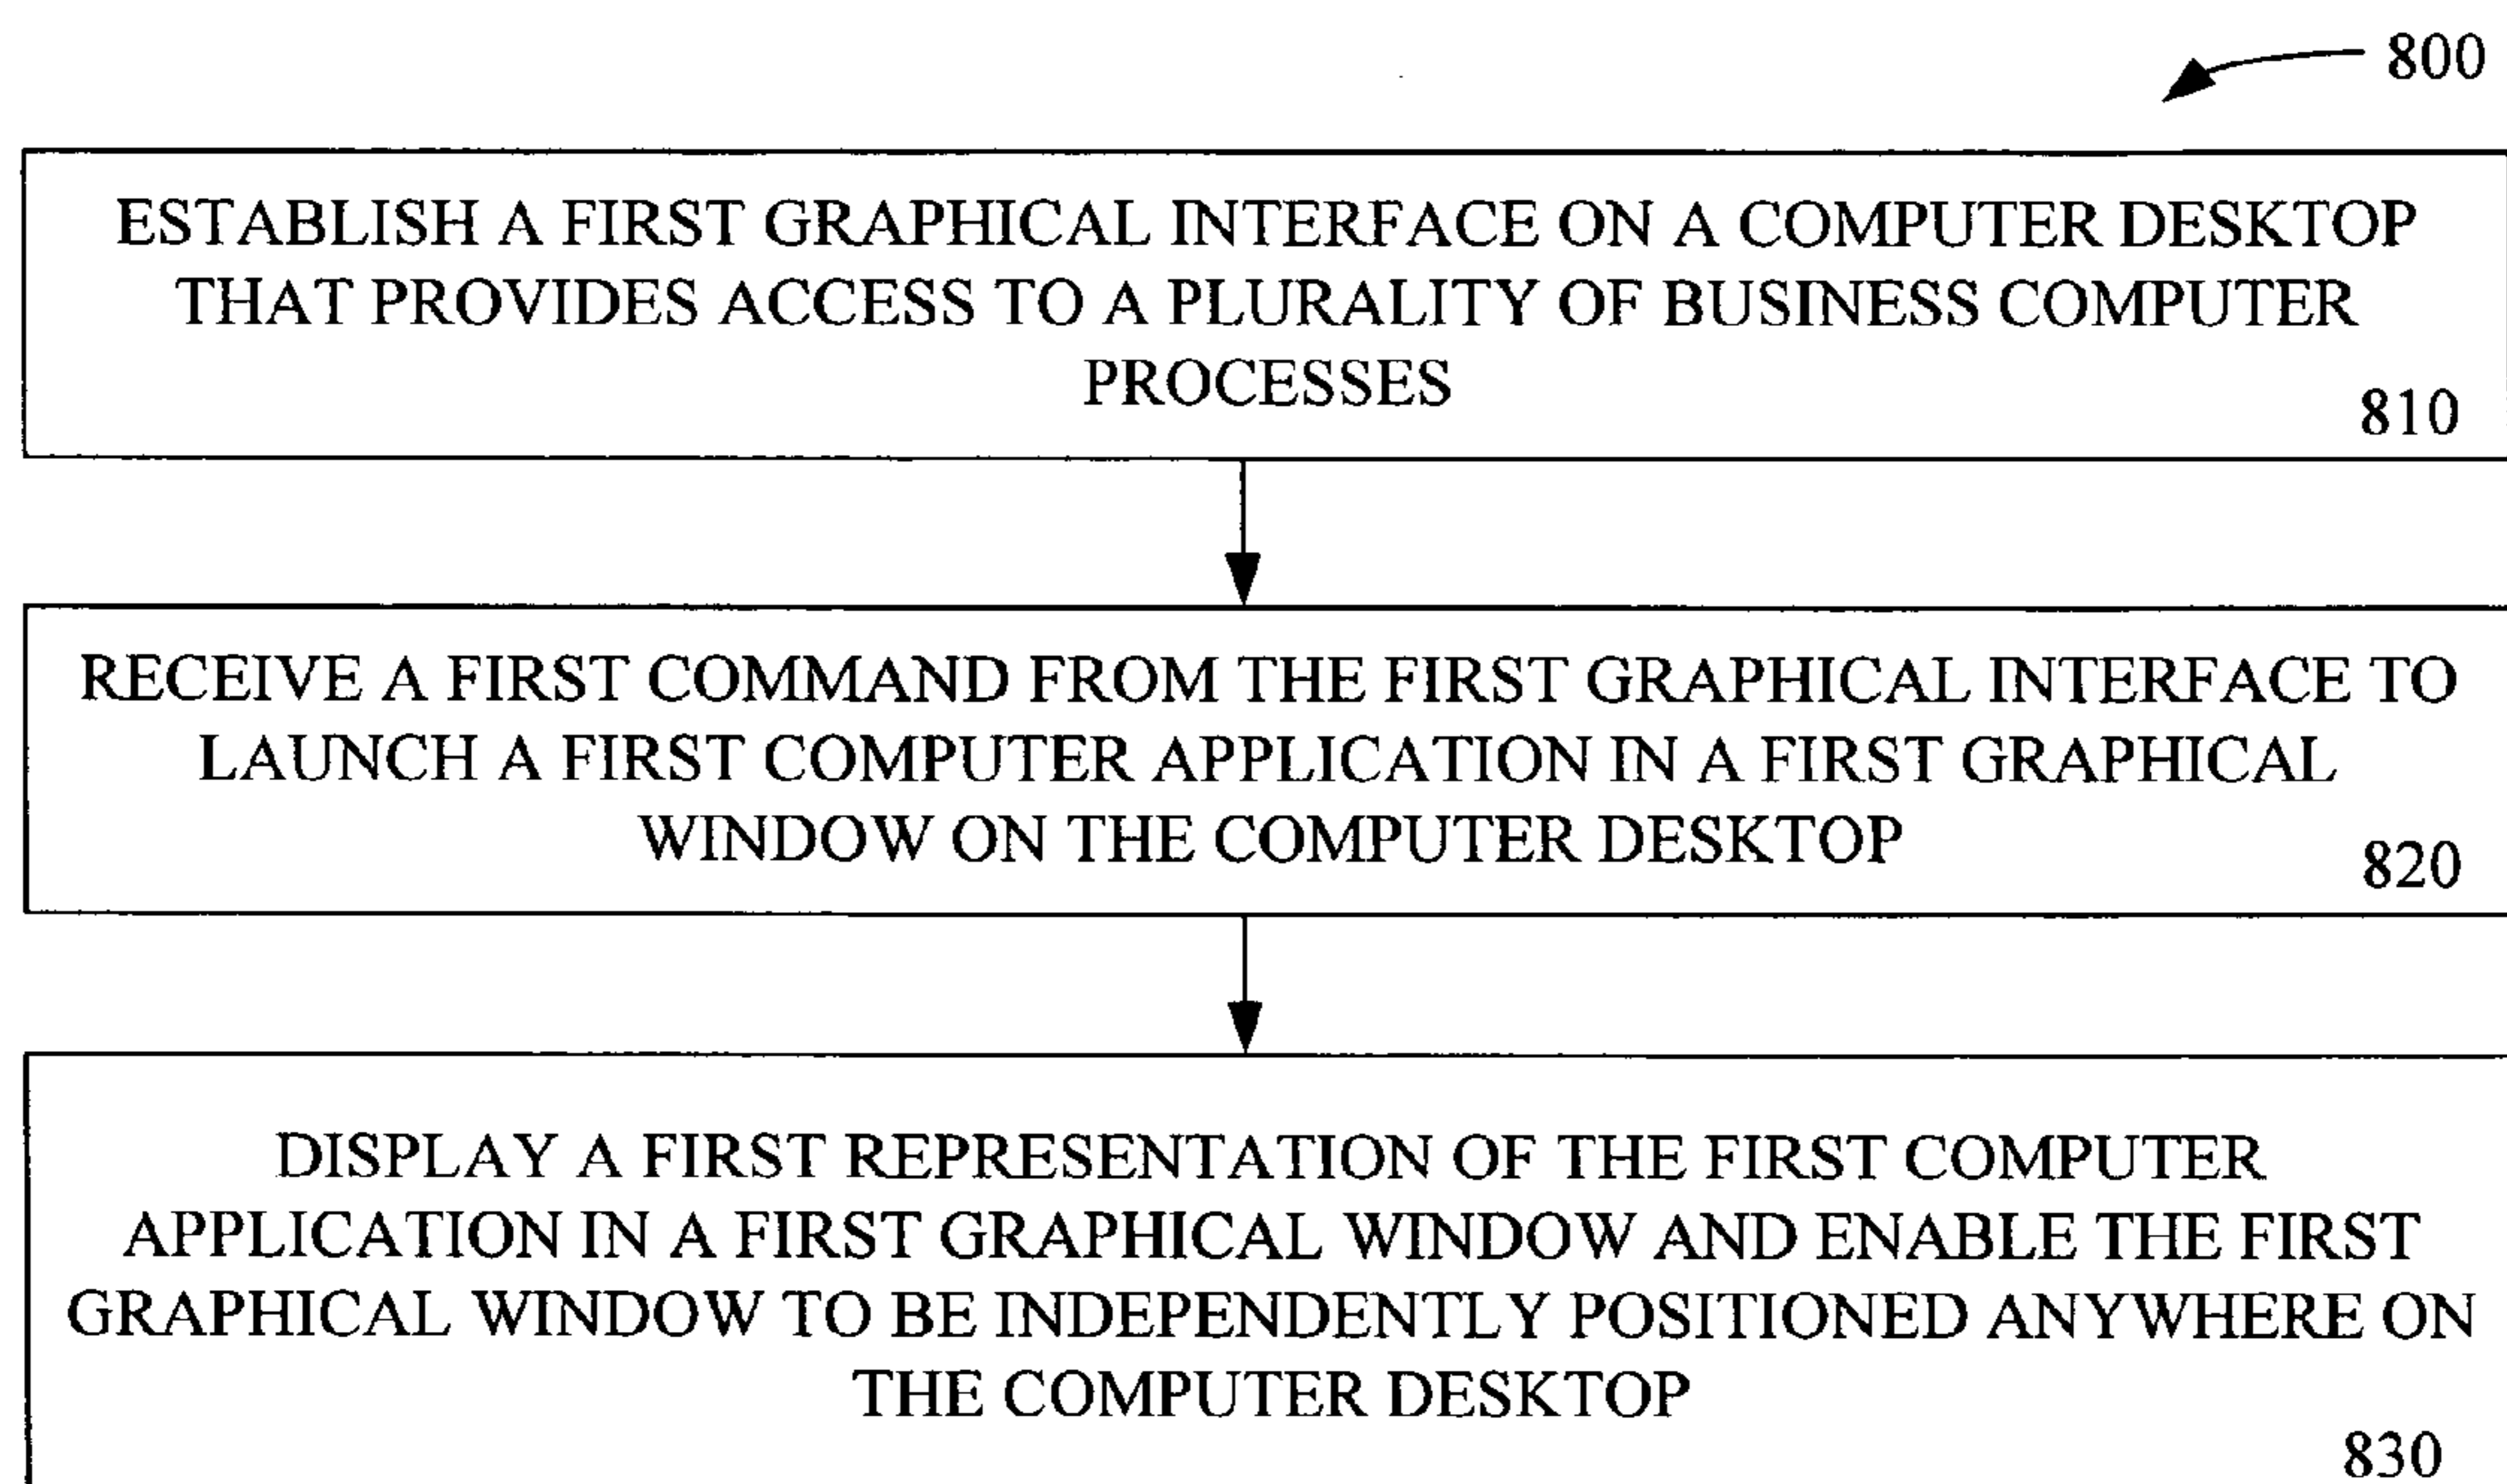 800
ESTABLISH A FIRST GRAPHICAL INTERFACE ON A COMPUTER DESKTOP
THAT PROVIDES ACCESS TO A PLURALITY OF BUSINESS COMPUTER
PROCESSES
810
RECEIVE A FIRST COMMAND FROM THE FIRST GRAPHICAL INTERFACE TO
LAUNCH A FIRST COMPUTER APPLICATION IN A FIRST GRAPHICAL
WINDOW ON THE COMPUTER DESKTOP
820
DISPLAY A FIRST REPRESENTATION OF THE FIRST COMPUTER
APPLICATION IN A FIRST GRAPHICAL WINDOW AND ENABLE THE FIRST
GRAPHICAL WINDOW TO BE INDEPENDENTLY POSITIONED ANYWHERE ON
THE COMPUTER DESKTOP
830